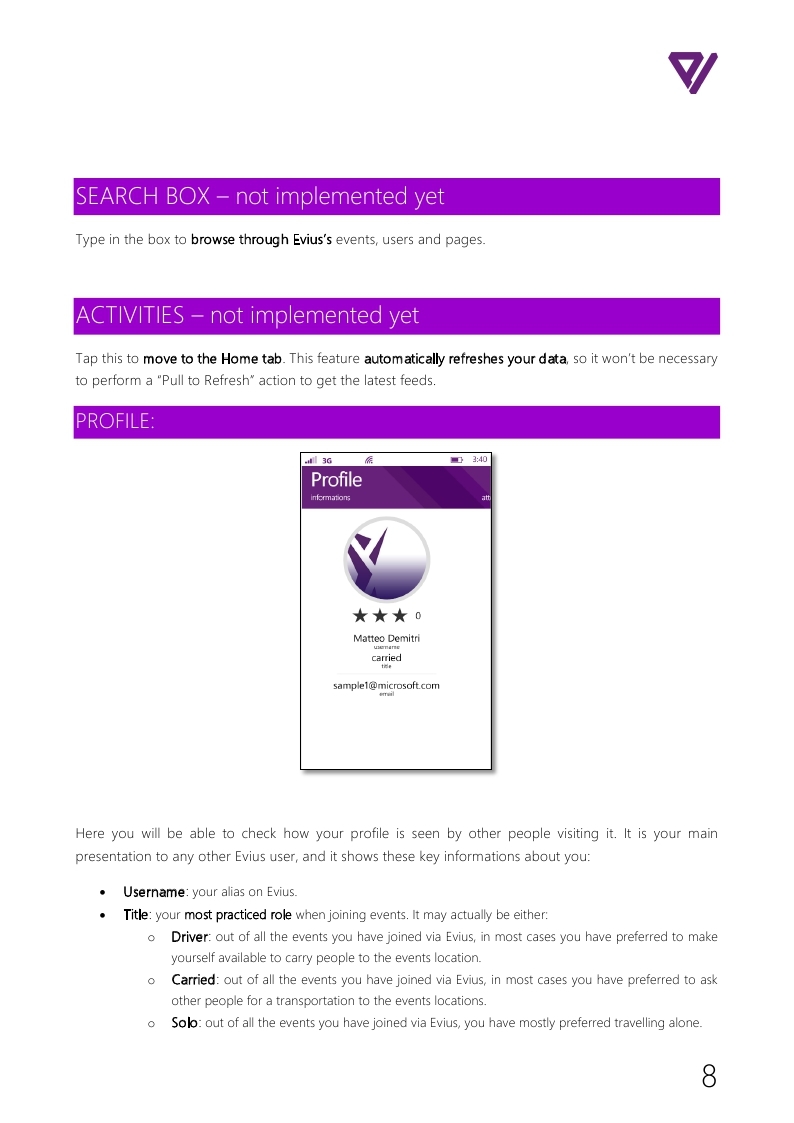 SEARCH BOX – not implemented yet
Type in the box to browse through Evius’s events, users and pages.
ACTIVITIES – not implemented yet
Tap this to move to the Home tab. This feature automatically refreshes your data, so it won’t be necessary
to perform a “Pull to Refresh” action to get the latest feeds.
PROFILE:
3G 3:40
Profile
informations att
0
Matteo Demitri
username
carried
title
sample1@microsoft.com
email
Here you will be able to check how your profile is seen by other people visiting it. It is your main
presentation to any other Evius user, and it shows these key informations about you:
• Username: your alias on Evius.
• Title: your most practiced role when joining events. It may actually be either:
o Driver: out of all the events you have joined via Evius, in most cases you have preferred to make
yourself available to carry people to the events location.
o Carried: out of all the events you have joined via Evius, in most cases you have preferred to ask
other people for a transportation to the events locations.
o Solo: out of all the events you have joined via Evius, you have mostly preferred travelling alone.
8